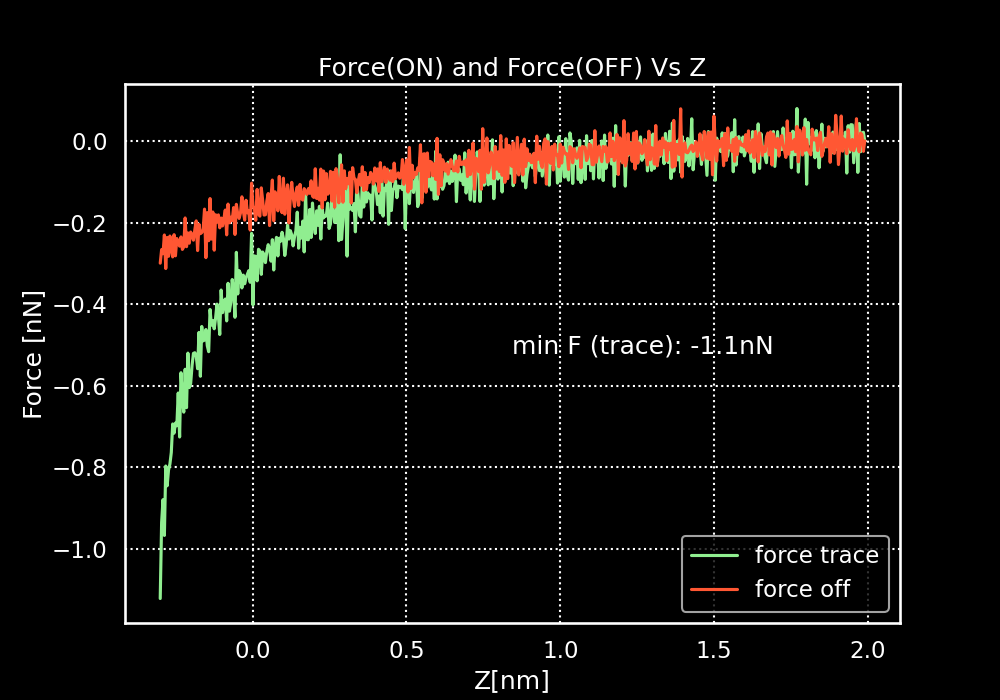 Force(ON) and Force(OFF) Vs Z
Force [nN]
0.0
−0.2
−0.4
−0.6
−0.8
−1.0
min F (trace): -1.1nN
force trace
force off
0.0 0.5 1.0 1.5 2.0
Z[nm]